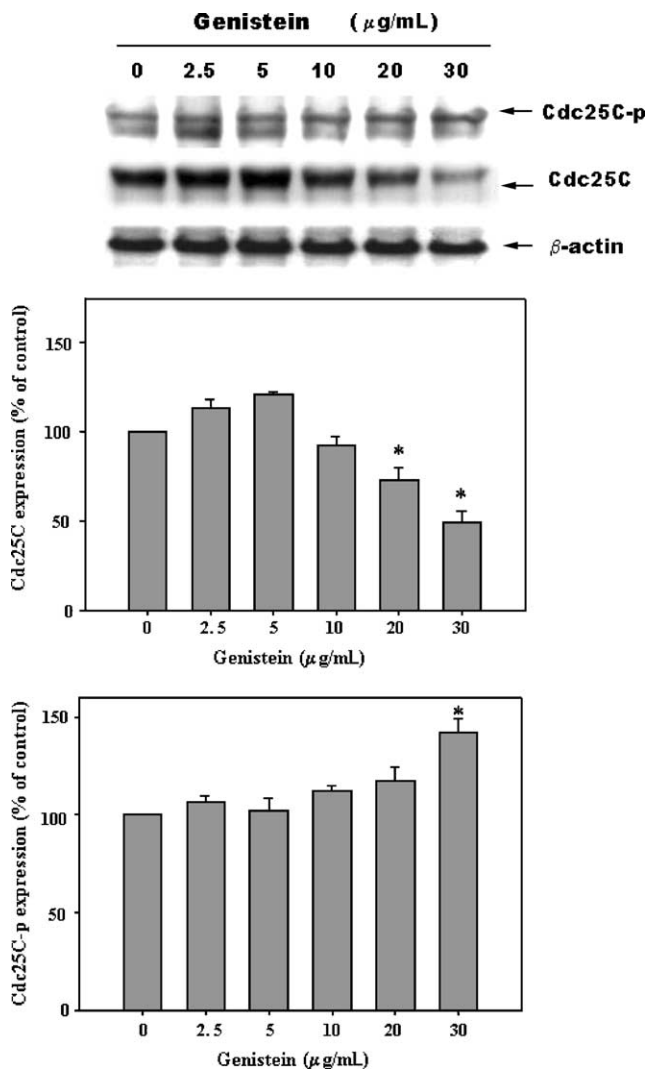 Genistein (μg/mL)
0 2.5 5 10 20 30
Cdc25C-p
Cdc25C
β-actin
Cdc25C expression (% of control)
150
100
50
0
* *
0 2.5 5 10 20 30
Genistein (μg/mL)
Cdc25C-p expression (% of control)
150
100
50
0
*
0 2.5 5 10 20 30
Genistein (μg/mL)